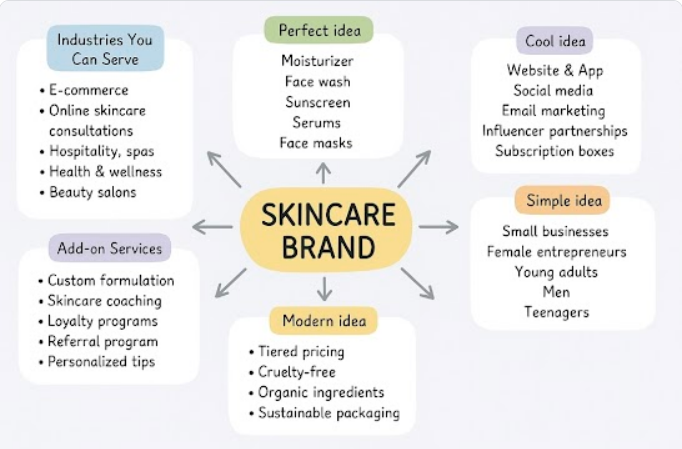 Industries You
Can Serve
• E-commerce
• Online skincare
consultations
• Hospitality, spas
• Health & wellness
• Beauty salons
Perfect idea
Moisturizer
Face wash
Sunscreen
Serums
Face masks
Cool idea
Website & App
Social media
Email marketing
Influencer partnerships
Subscription boxes
SKINCARE
BRAND
Simple idea
Small businesses
Female entrepreneurs
Young adults
Men
Teenagers
Add-on Services
• Custom formulation
• Skincare coaching
• Loyalty programs
• Referral program
• Personalized tips
Modern idea
• Tiered pricing
• Cruelty-free
• Organic ingredients
• Sustainable packaging